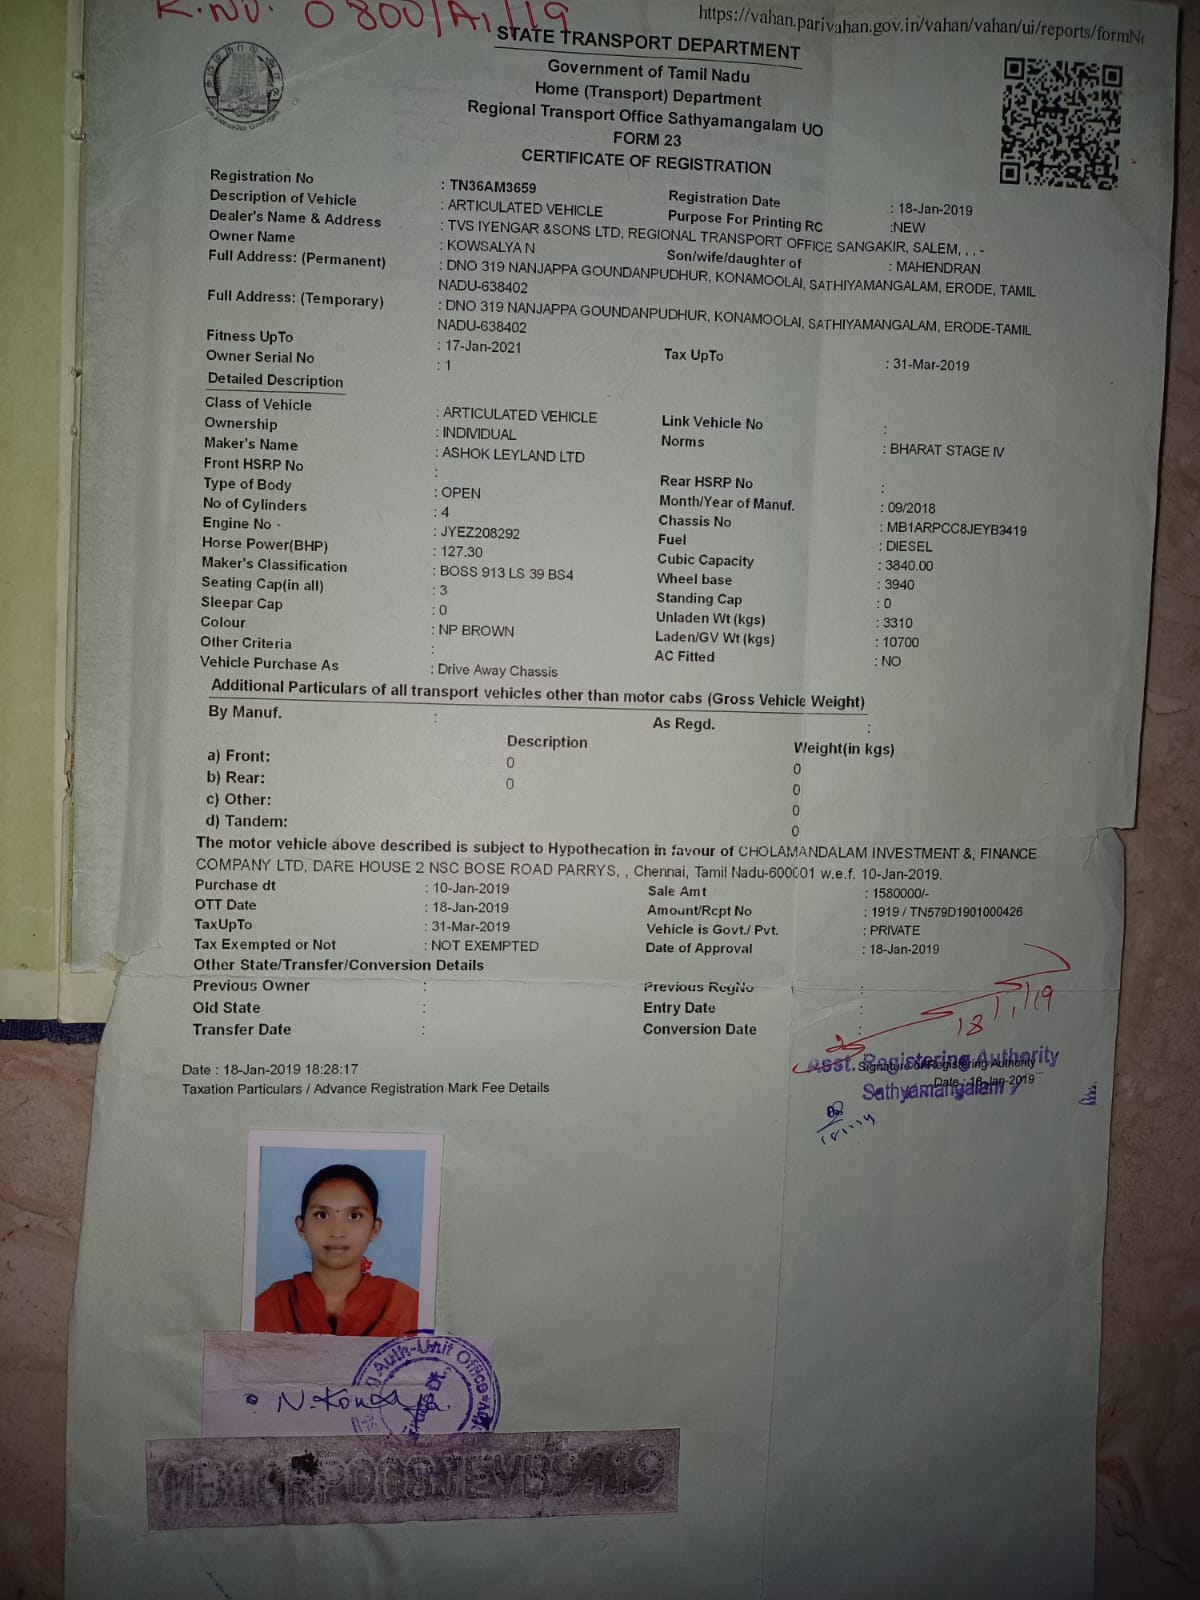 R.No. 0800/A1/19
https://vahan.parivahan.gov.in/vahan/vahan/ui/reports/formN
STATE TRANSPORT DEPARTMENT
Government of Tamil Nadu
Home (Transport) Department
Regional Transport Office Sathyamangalam UO
FORM 23
CERTIFICATE OF REGISTRATION
Registration No : TN36AM3659 Registration Date : 18-Jan-2019
Description of Vehicle : ARTICULATED VEHICLE Purpose For Printing RC :NEW
Dealer's Name & Address : TVS IYENGAR &SONS LTD, REGIONAL TRANSPORT OFFICE SANGAKIR, SALEM, , , -
Owner Name : KOWSALYA N Son/wife/daughter of : MAHENDRAN
Full Address: (Permanent) : DNO 319 NANJAPPA GOUNDANPUDHUR, KONAMOOLAI, SATHIYAMANGALAM, ERODE, TAMIL
NADU-638402
Full Address: (Temporary) : DNO 319 NANJAPPA GOUNDANPUDHUR, KONAMOOLAI, SATHIYAMANGALAM, ERODE-TAMIL
NADU-638402
Fitness UpTo : 17-Jan-2021 Tax UpTo : 31-Mar-2019
Owner Serial No : 1
Detailed Description
Class of Vehicle : ARTICULATED VEHICLE Link Vehicle No :
Ownership : INDIVIDUAL Norms : BHARAT STAGE IV
Maker's Name : ASHOK LEYLAND LTD
Front HSRP No : Rear HSRP No :
Type of Body : OPEN Month/Year of Manuf. : 09/2018
No of Cylinders : 4 Chassis No : MB1ARPCC8JEYB9419
Engine No : JYEZ208292 Fuel : DIESEL
Horse Power(BHP) : 127.30 Cubic Capacity : 3840.00
Maker's Classification : BOSS 913 LS 39 BS4 Wheel base : 3940
Seating Cap(in all) : 3 Standing Cap : 0
Sleepar Cap : 0 Unladen Wt (kgs) : 3310
Colour : NP BROWN Laden/GV Wt (kgs) : 10700
Other Criteria : AC Fitted : NO
Vehicle Purchase As : Drive Away Chassis
Additional Particulars of all transport vehicles other than motor cabs (Gross Vehicle Weight)
By Manuf. : As Regd. :
Description Weight(in kgs)
a) Front: 0 0
b) Rear: 0 0
c) Other: 0
d) Tandem: 0
The motor vehicle above described is subject to Hypothecation in favour of CHOLAMANDALAM INVESTMENT &, FINANCE
COMPANY LTD, DARE HOUSE 2 NSC BOSE ROAD PARRYS, , Chennai, Tamil Nadu-600001 w.e.f. 10-Jan-2019.
Purchase dt : 10-Jan-2019 Sale Amt : 1580000/-
OTT Date : 18-Jan-2019 Amount/Rcpt No : 1919 / TN579D1901000426
TaxUpTo : 31-Mar-2019 Vehicle is Govt./ Pvt. : PRIVATE
Tax Exempted or Not : NOT EXEMPTED Date of Approval : 18-Jan-2019
Other State/Transfer/Conversion Details
Previous Owner : Previous RegNo :
Old State : Entry Date :
Transfer Date : Conversion Date :
18/1/19
Asst. Registering Authority
Signature of Registering Authority
Date : 18-Jan-2019
Sathyamangalam
Date : 18-Jan-2019 18:28:17
Taxation Particulars / Advance Registration Mark Fee Details
g.Auth-Unit Office
Dt.
MB1ARPCC8JEYB9419